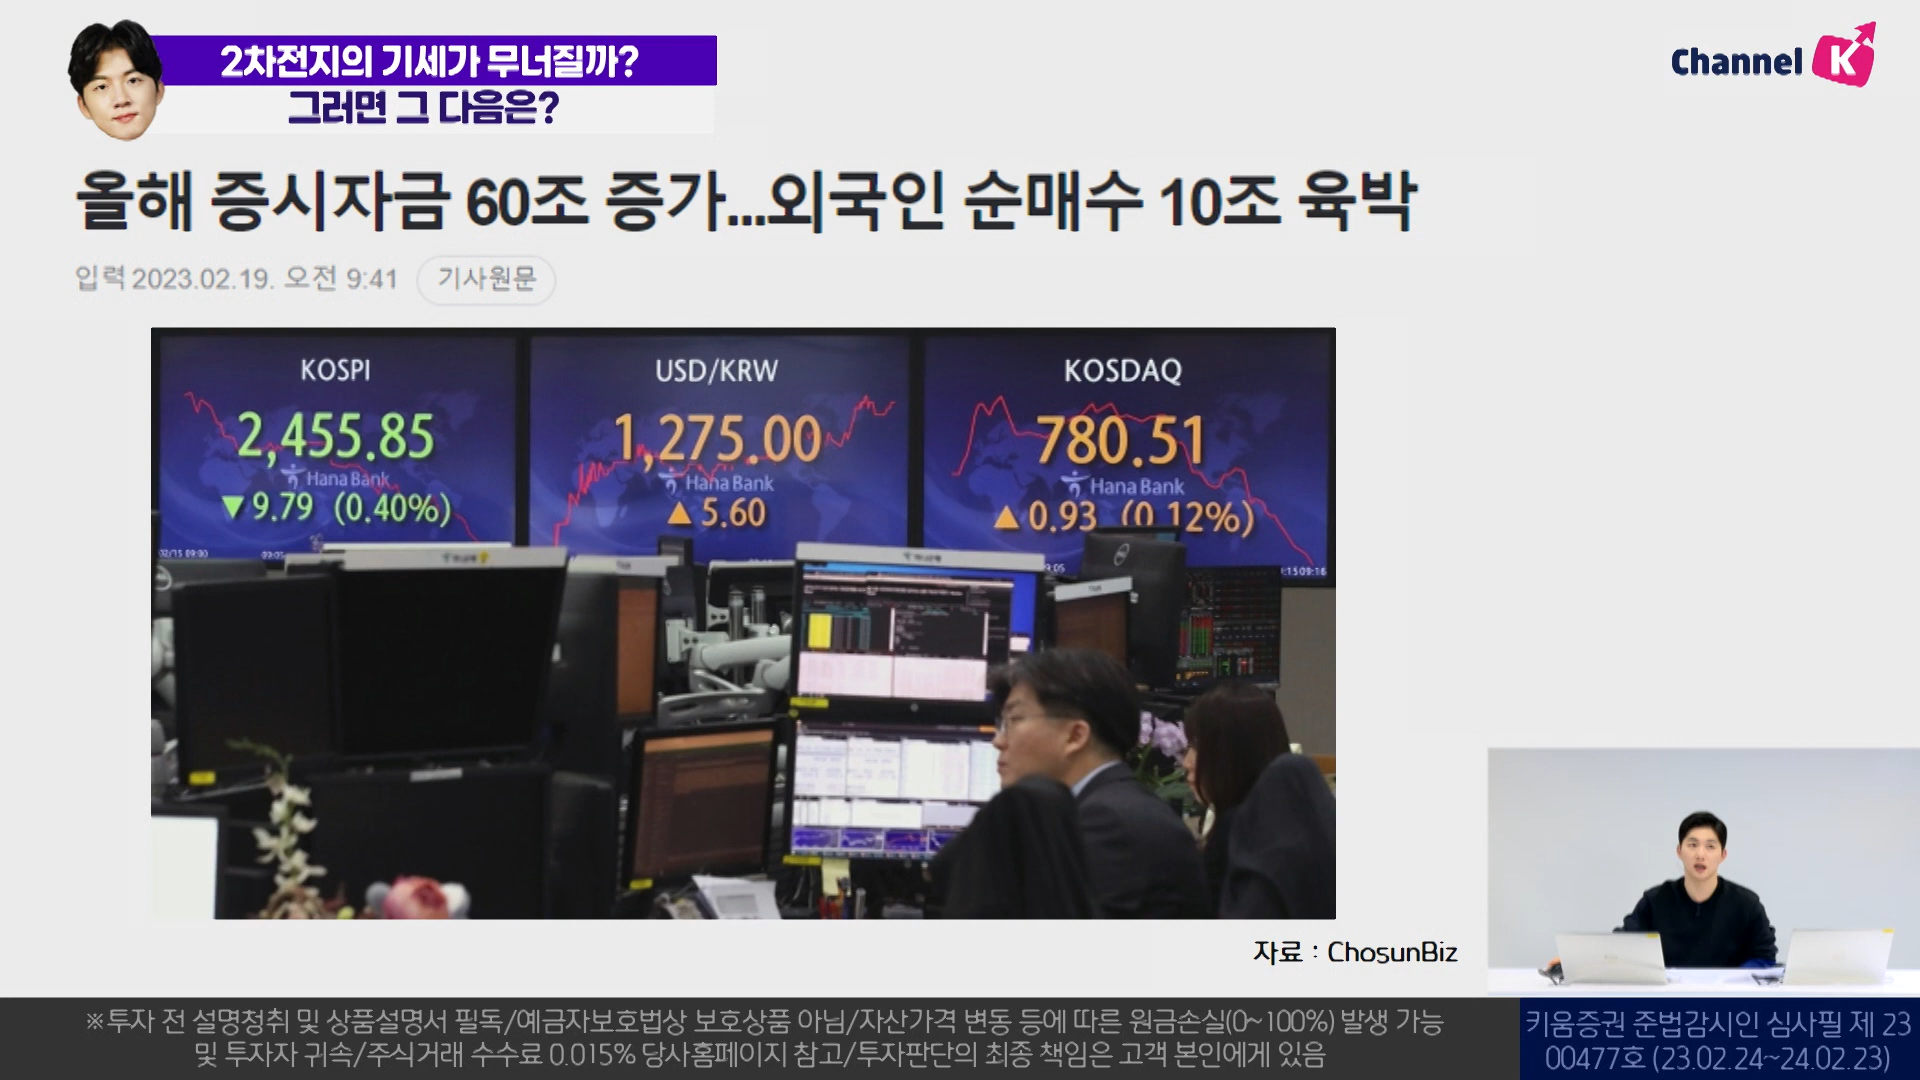 2차전지의 기세가 무너질까?
그러면 그 다음은?
Channel K
올해 증시자금 60조 증가...외국인 순매수 10조 육박
입력 2023.02.19. 오전 9:41
기사원문
KOSPI
2,455.85
Hana Bank
▼9.79 (0.40%)
02/15 09:00
USD/KRW
1,275.00
Hana Bank
▲5.60
KOSDAQ
780.51
Hana Bank
▲0.93 (0.12%)
자료 : ChosunBiz
※투자 전 설명청취 및 상품설명서 필독/예금자보호법상 보호상품 아님/자산가격 변동 등에 따른 원금손실(0~100%) 발생 가능
및 투자자 귀속/주식거래 수수료 0.015% 당사홈페이지 참고/투자판단의 최종 책임은 고객 본인에게 있음
키움증권 준법감시인 심사필 제 23
00477호 (23.02.24~24.02.23)